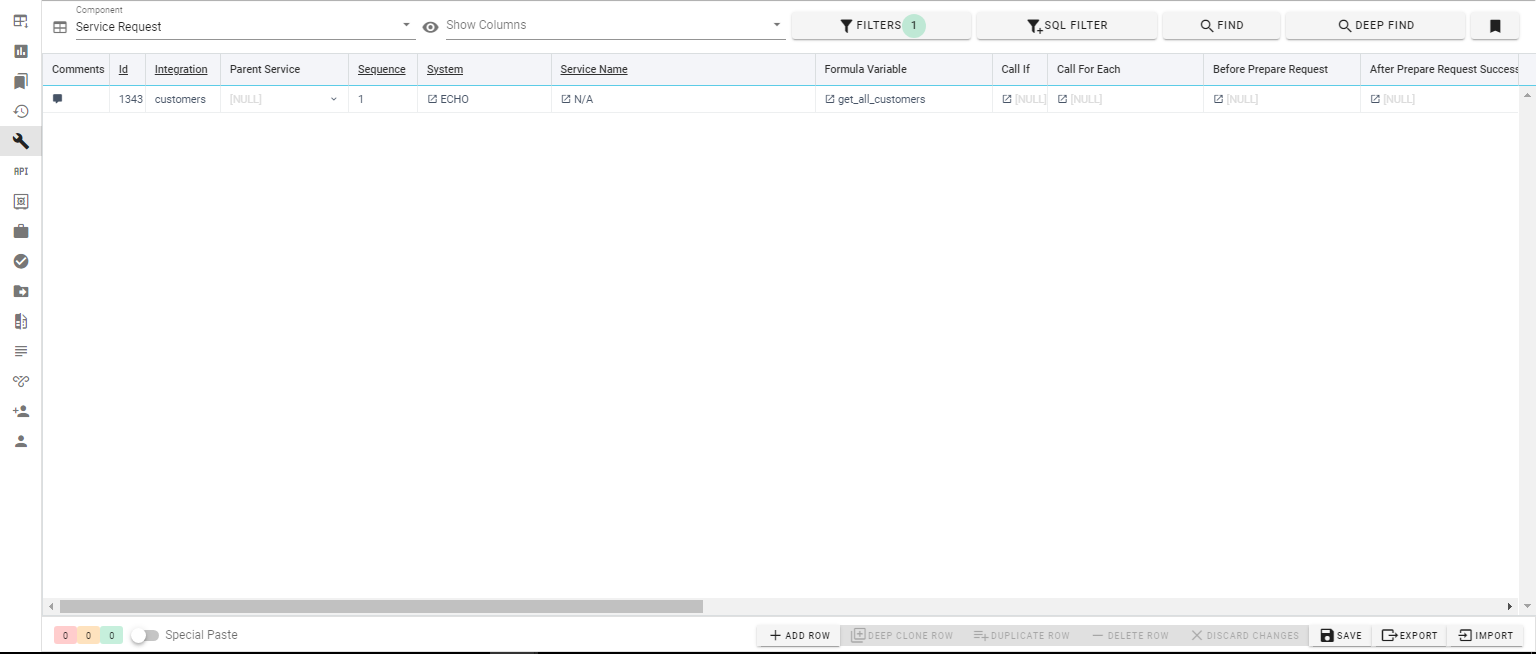 Component
Service Request
Show Columns
FILTERS 1
SQL FILTER
FIND
DEEP FIND
Comments Id Integration Parent Service Sequence System Service Name Formula Variable Call If Call For Each Before Prepare Request After Prepare Request Success
1343 customers [NULL] 1 ECHO N/A get_all_customers [NULL] [NULL] [NULL] [NULL]
API
0 0 0 Special Paste
ADD ROW DEEP CLONE ROW DUPLICATE ROW DELETE ROW DISCARD CHANGES SAVE EXPORT IMPORT